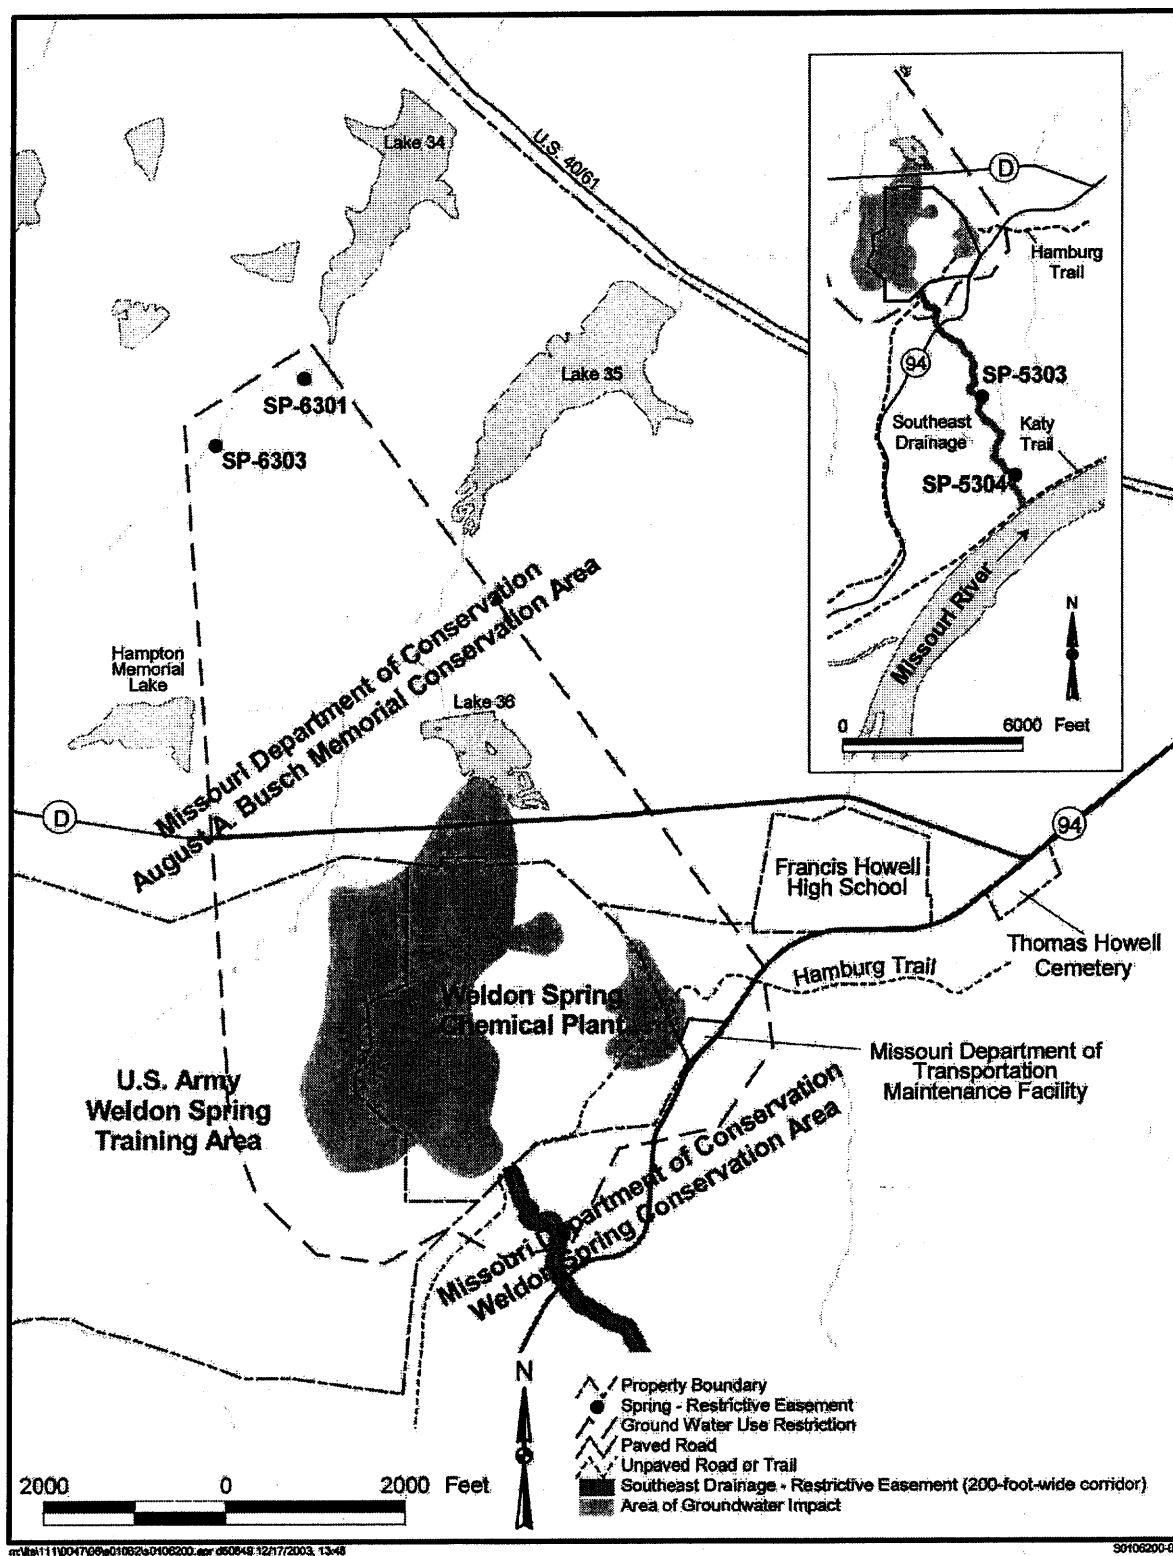 Lake 34
U.S. 40/61
D
Hamburg
Trail
Lake 35
94
SP-5303
SP-6301
Southeast
Drainage
Katy
Trail
SP-6303
SP-5304
Missouri River
N
0 6000 Feet
Missouri Department of Conservation
August A. Busch Memorial Conservation Area
Hampton
Memorial
Lake
Lake 36
D
94
Francis Howell
High School
Thomas Howell
Cemetery
Hamburg Trail
Weldon Spring
Chemical Plant
Missouri Department of
Transportation
Maintenance Facility
U.S. Army
Weldon Spring
Training Area
Missouri Department of Conservation
Weldon Spring Conservation Area
N
Property Boundary
Spring - Restrictive Easement
Ground Water Use Restriction
Paved Road
Unpaved Road or Trail
Southeast Drainage - Restrictive Easement (200-foot-wide corridor)
Area of Groundwater Impact
2000 0 2000 Feet
12/17/2003, 13:48